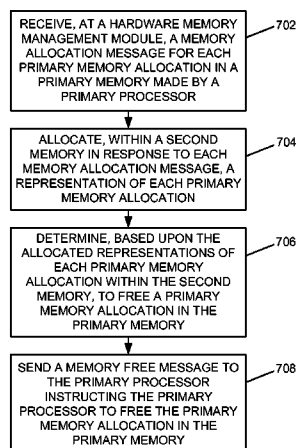 RECEIVE, AT A HARDWARE MEMORY
MANAGEMENT MODULE, A MEMORY
ALLOCATION MESSAGE FOR EACH
PRIMARY MEMORY ALLOCATION IN A
PRIMARY MEMORY MADE BY A
PRIMARY PROCESSOR
702
ALLOCATE, WITHIN A SECOND
MEMORY IN RESPONSE TO EACH
MEMORY ALLOCATION MESSAGE, A
REPRESENTATION OF EACH PRIMARY
MEMORY ALLOCATION
704
DETERMINE, BASED UPON THE
ALLOCATED REPRESENTATIONS OF
EACH PRIMARY MEMORY
ALLOCATION WITHIN THE SECOND
MEMORY, TO FREE A PRIMARY
MEMORY ALLOCATION IN THE
PRIMARY MEMORY
706
SEND A MEMORY FREE MESSAGE TO
THE PRIMARY PROCESSOR
INSTRUCTING THE PRIMARY
PROCESSOR TO FREE THE PRIMARY
MEMORY ALLOCATION IN THE
PRIMARY MEMORY
708